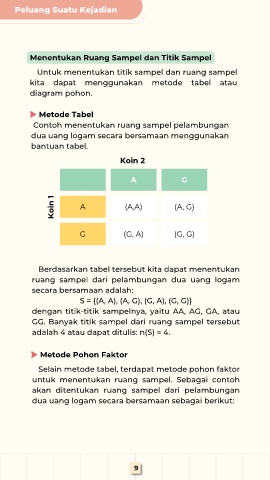 Peluang Suatu Kejadian
Menentukan Ruang Sampel dan Titik Sampel
Untuk menentukan titik sampel dan ruang sampel
kita dapat menggunakan metode tabel atau
diagram pohon.
Metode Tabel
Contoh menentukan ruang sampel pelambungan
dua uang logam secara bersamaan menggunakan
bantuan tabel.
Koin 2
A G
Koin 1
A (A,A) (A, G)
G (G, A) (G, G)
Berdasarkan tabel tersebut kita dapat menentukan
ruang sampel dari pelambungan dua uang logam
secara bersamaan adalah:
S = {(A, A), (A, G), (G, A), (G, G)}
dengan titik-titik sampelnya, yaitu AA, AG, GA, atau
GG. Banyak titik sampel dari ruang sampel tersebut
adalah 4 atau dapat ditulis: n(S) = 4.
Metode Pohon Faktor
Selain metode tabel, terdapat metode pohon faktor
untuk menentukan ruang sampel. Sebagai contoh
akan ditentukan ruang sampel dari pelambungan
dua uang logam secara bersamaan sebagai berikut:
9